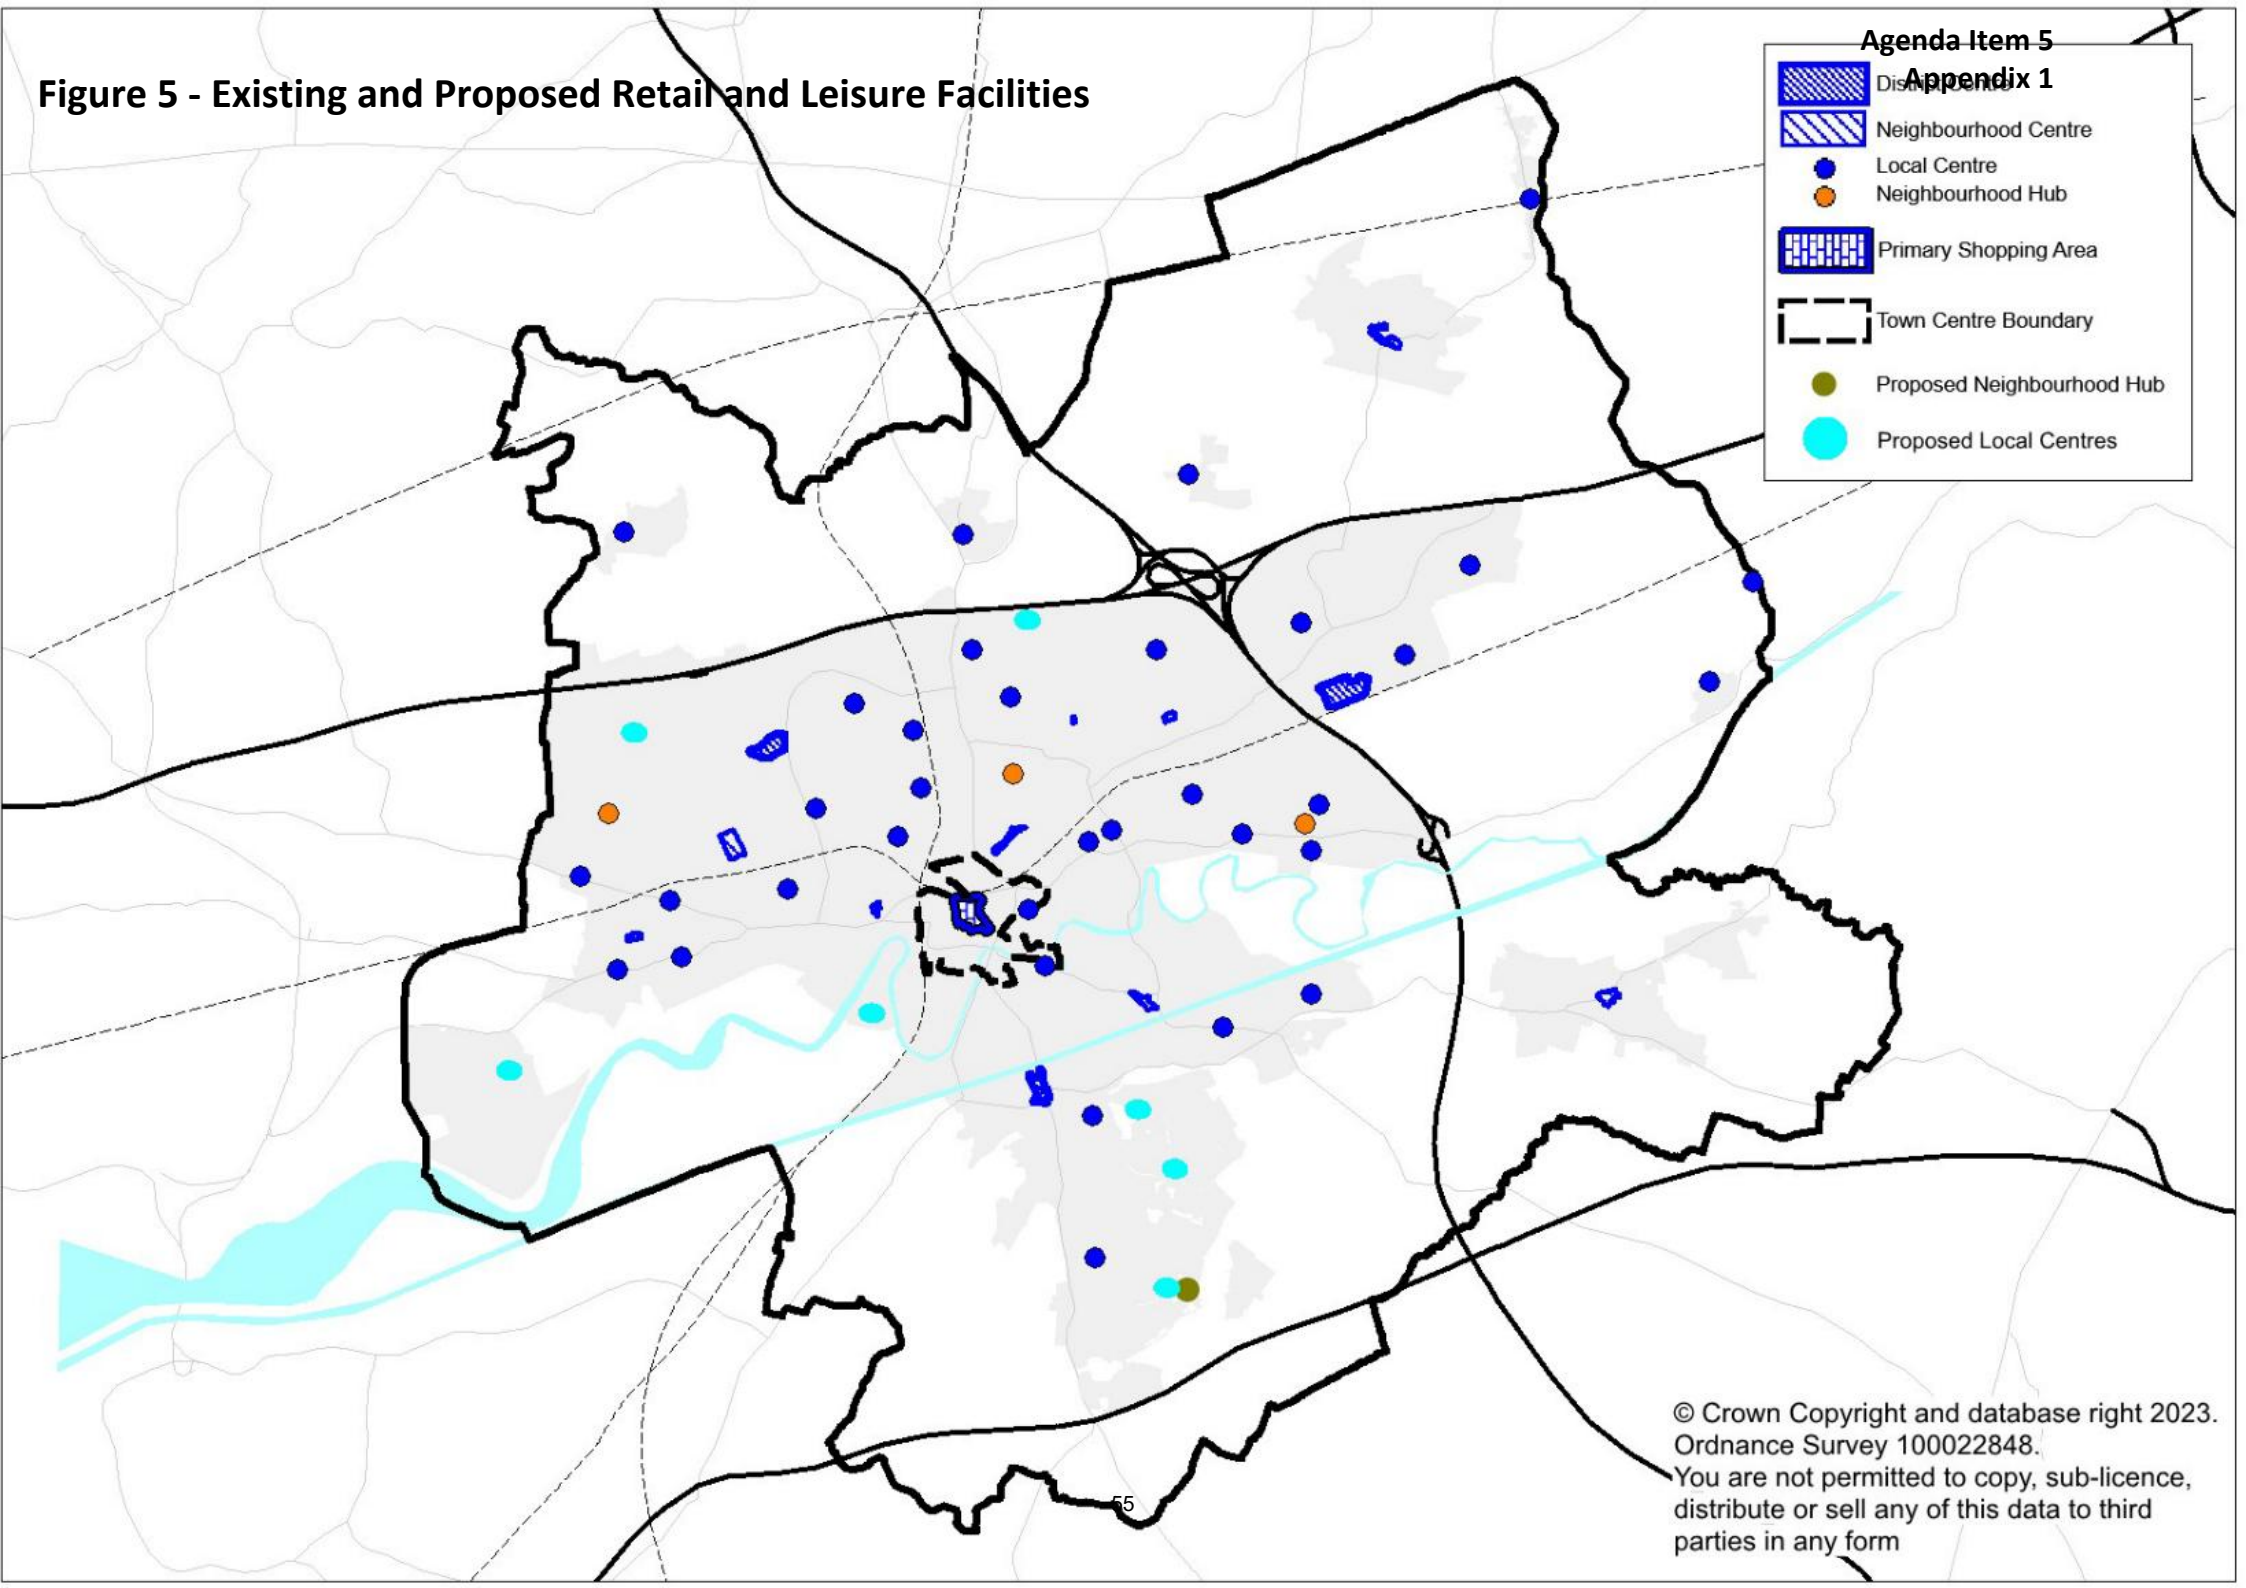 Agenda Item 5
Appendix 1
Figure 5 - Existing and Proposed Retail and Leisure Facilities
District Centre
Neighbourhood Centre
Local Centre
Neighbourhood Hub
Primary Shopping Area
Town Centre Boundary
Proposed Neighbourhood Hub
Proposed Local Centres
© Crown Copyright and database right 2023.
Ordnance Survey 100022848.
You are not permitted to copy, sub-licence,
distribute or sell any of this data to third
parties in any form
55